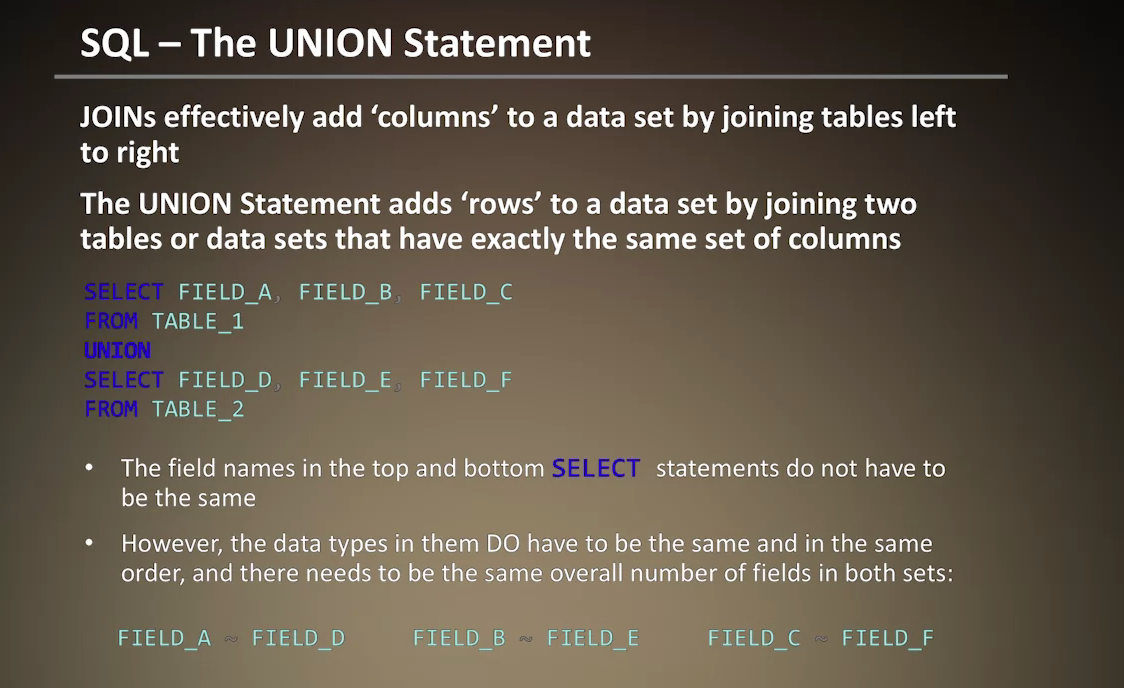 SQL – The UNION Statement
JOINs effectively add ‘columns’ to a data set by joining tables left
to right
The UNION Statement adds ‘rows’ to a data set by joining two
tables or data sets that have exactly the same set of columns
SELECT FIELD_A, FIELD_B, FIELD_C
FROM TABLE_1
UNION
SELECT FIELD_D, FIELD_E, FIELD_F
FROM TABLE_2
• The field names in the top and bottom SELECT statements do not have to
be the same
• However, the data types in them DO have to be the same and in the same
order, and there needs to be the same overall number of fields in both sets:
FIELD_A ~ FIELD_D FIELD_B ~ FIELD_E FIELD_C ~ FIELD_F